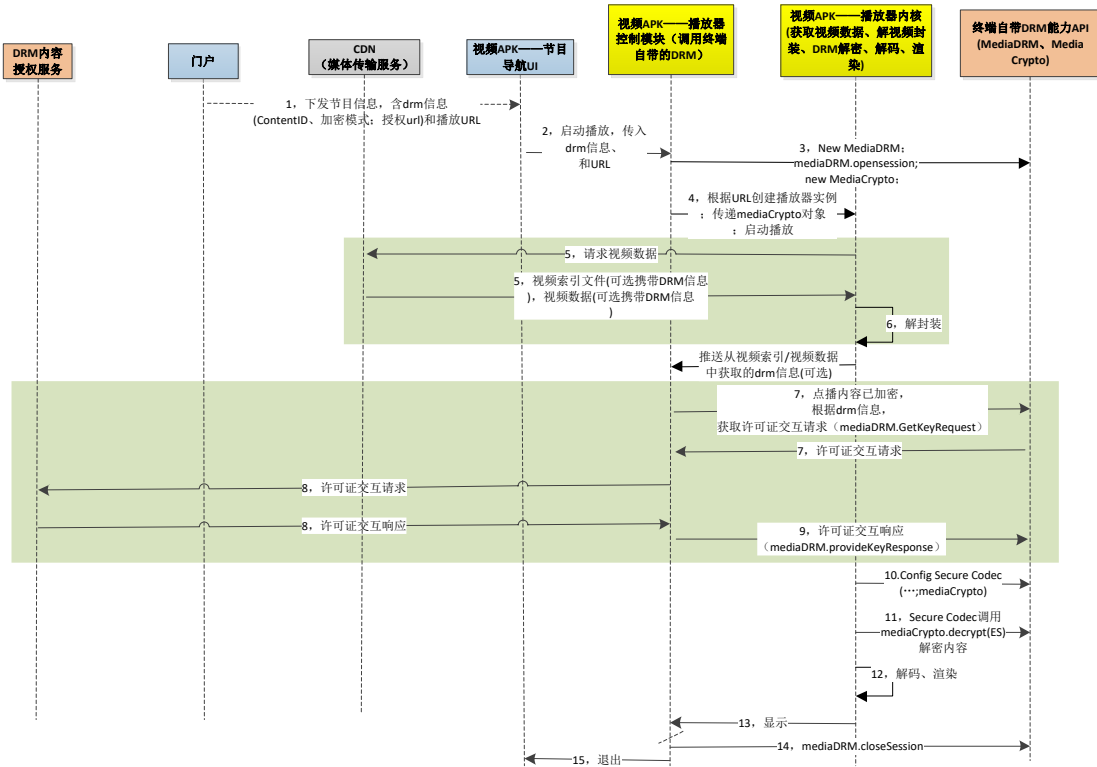 DRM内容
授权服务
门户
CDN
（媒体传输服务）
视频APK——节目
导航UI
视频APK——播放器
控制模块（调用终端
自带的DRM）
视频APK——播放器内核
(获取视频数据、解视频封
装、DRM解密、解码、渲
染)
终端自带DRM能力API
(MediaDRM、Media
Crypto)
1，下发节目信息，含drm信息
(ContentID、加密模式；授权url)和播放URL
2，启动播放，传入
drm信息、
和URL
3，New MediaDRM；
mediaDRM.opensession;
new MediaCrypto；
4，根据URL创建播放器实例
；传递mediaCrypto对象
；启动播放
5，请求视频数据
5，视频索引文件(可选携带DRM信息
)，视频数据(可选携带DRM信息
)
6，解封装
推送从视频索引/视频数据
中获取的drm信息(可选)
7，点播内容已加密，
根据drm信息，
获取许可证交互请求（mediaDRM.GetKeyRequest）
7，许可证交互请求
8，许可证交互请求
8，许可证交互响应
9，许可证交互响应
（mediaDRM.provideKeyResponse）
10.Config Secure Codec
(…;mediaCrypto)
11，Secure Codec调用
mediaCrypto.decrypt(ES)
解密内容
12，解码、渲染
13，显示
14，mediaDRM.closeSession
15，退出